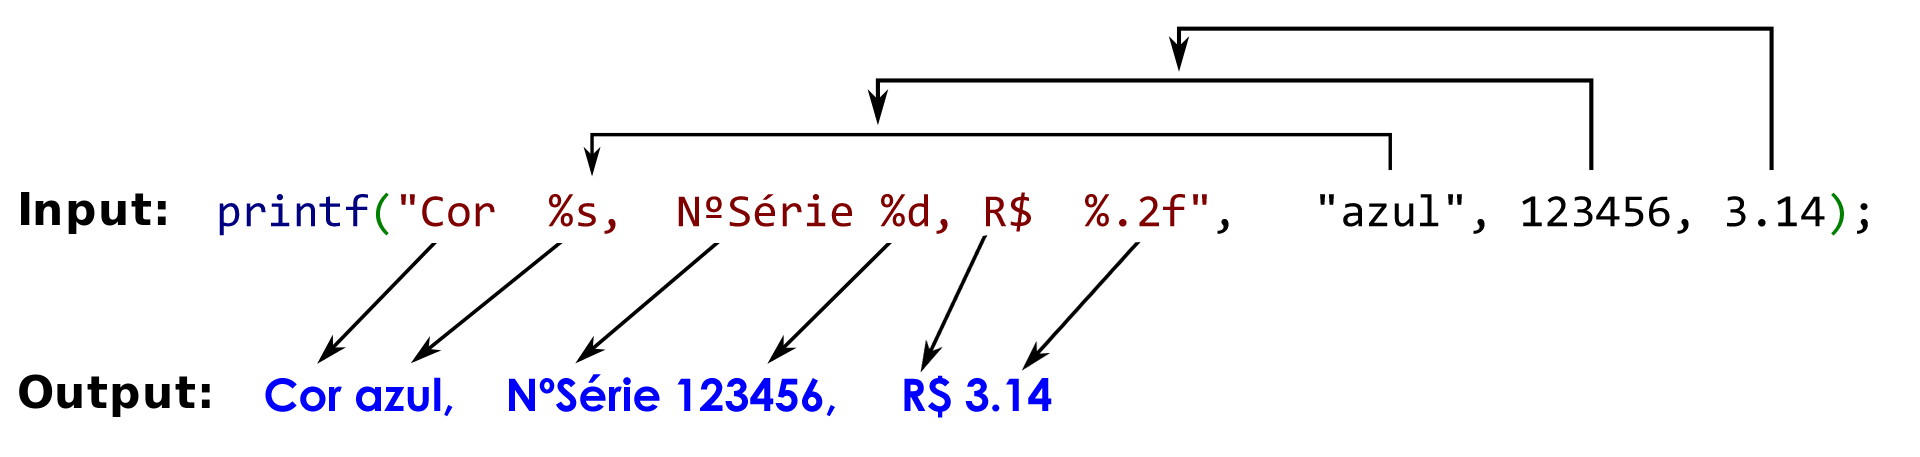 Input: printf("Cor %s, NºSérie %d, R$ %.2f", "azul", 123456, 3.14);
Output: Cor azul, NºSérie 123456, R$ 3.14